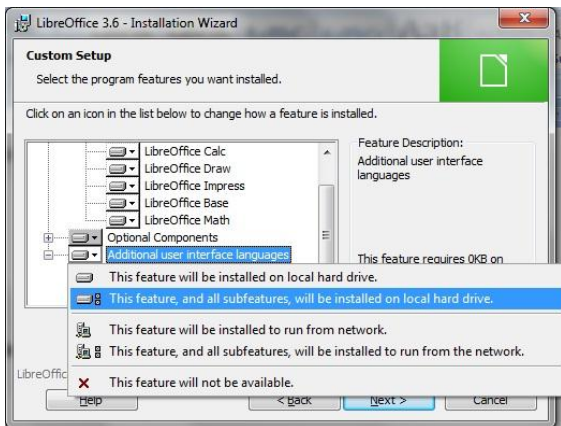 LibreOffice 3.6 - Installation Wizard
Custom Setup
Select the program features you want installed.
Click on an icon in the list below to change how a feature is installed.
LibreOffice Calc
LibreOffice Draw
LibreOffice Impress
LibreOffice Base
LibreOffice Math
Optional Components
Additional user interface languages
Feature Description:
Additional user interface
languages
This feature requires 0KB on
This feature will be installed on local hard drive.
This feature, and all subfeatures, will be installed on local hard drive.
This feature will be installed to run from network.
This feature, and all subfeatures, will be installed to run from the network.
This feature will not be available.
LibreOffic
Help
< Back
Next >
Cancel